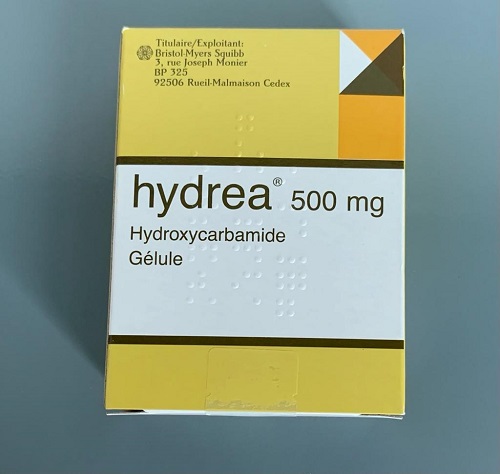 Titulaire/Exploitant:
Bristol-Myers Squibb
3, rue Joseph Monier
BP 325
92506 Rueil-Malmaison Cedex
hydrea® 500 mg
Hydroxycarbamide
Gélule